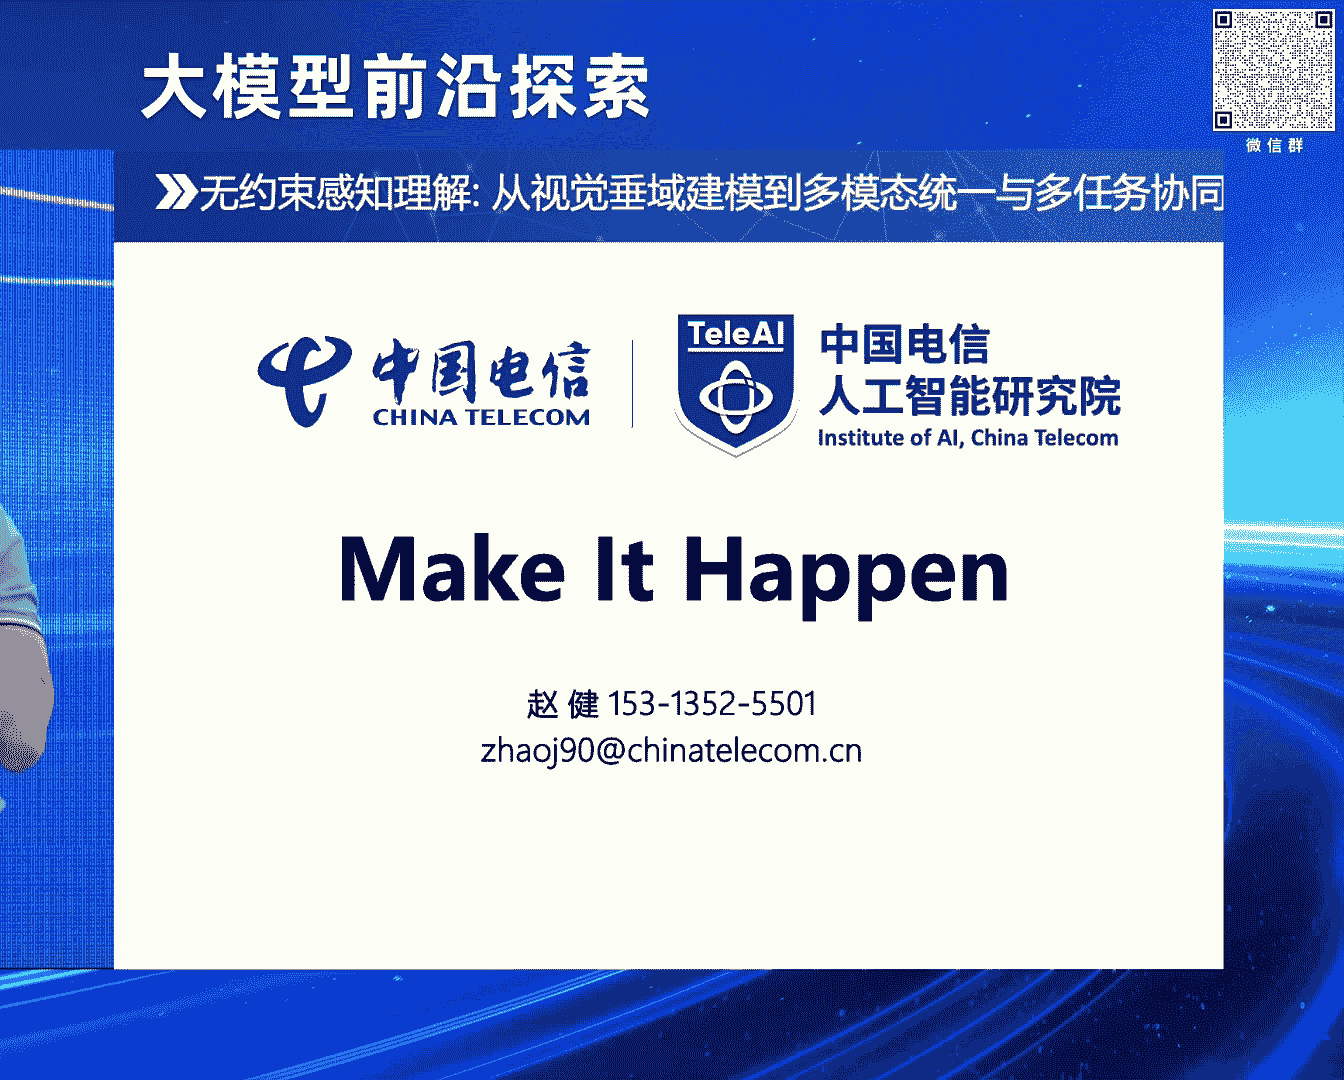 大模型前沿探索
微信群
无约束感知理解: 从视觉垂域建模到多模态统一与多任务协同
中国电信
CHINA TELECOM
TeleAI
中国电信
人工智能研究院
Institute of AI, China Telecom
Make It Happen
赵 健 153-1352-5501
zhaoj90@chinatelecom.cn